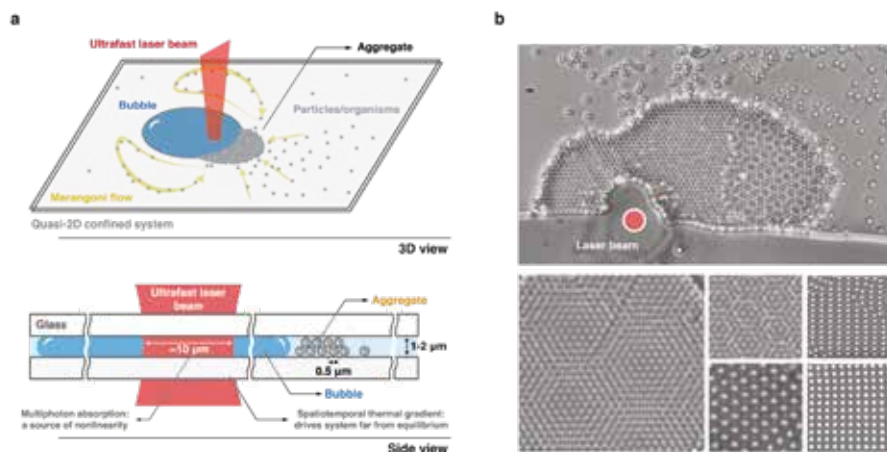 a
Ultrafast laser beam
Aggregate
Bubble
Particles/organisms
Marangoni flow
Quasi-2D confined system
3D view
Ultrafast laser
beam
Aggregate
Glass
~10 μm
1-2 μm
0.5 μm
Bubble
Multiphoton absorption:
a source of nonlinearity
Spatiotemporal thermal gradient:
drives system far from equilibrium
Side view
b
Laser beam